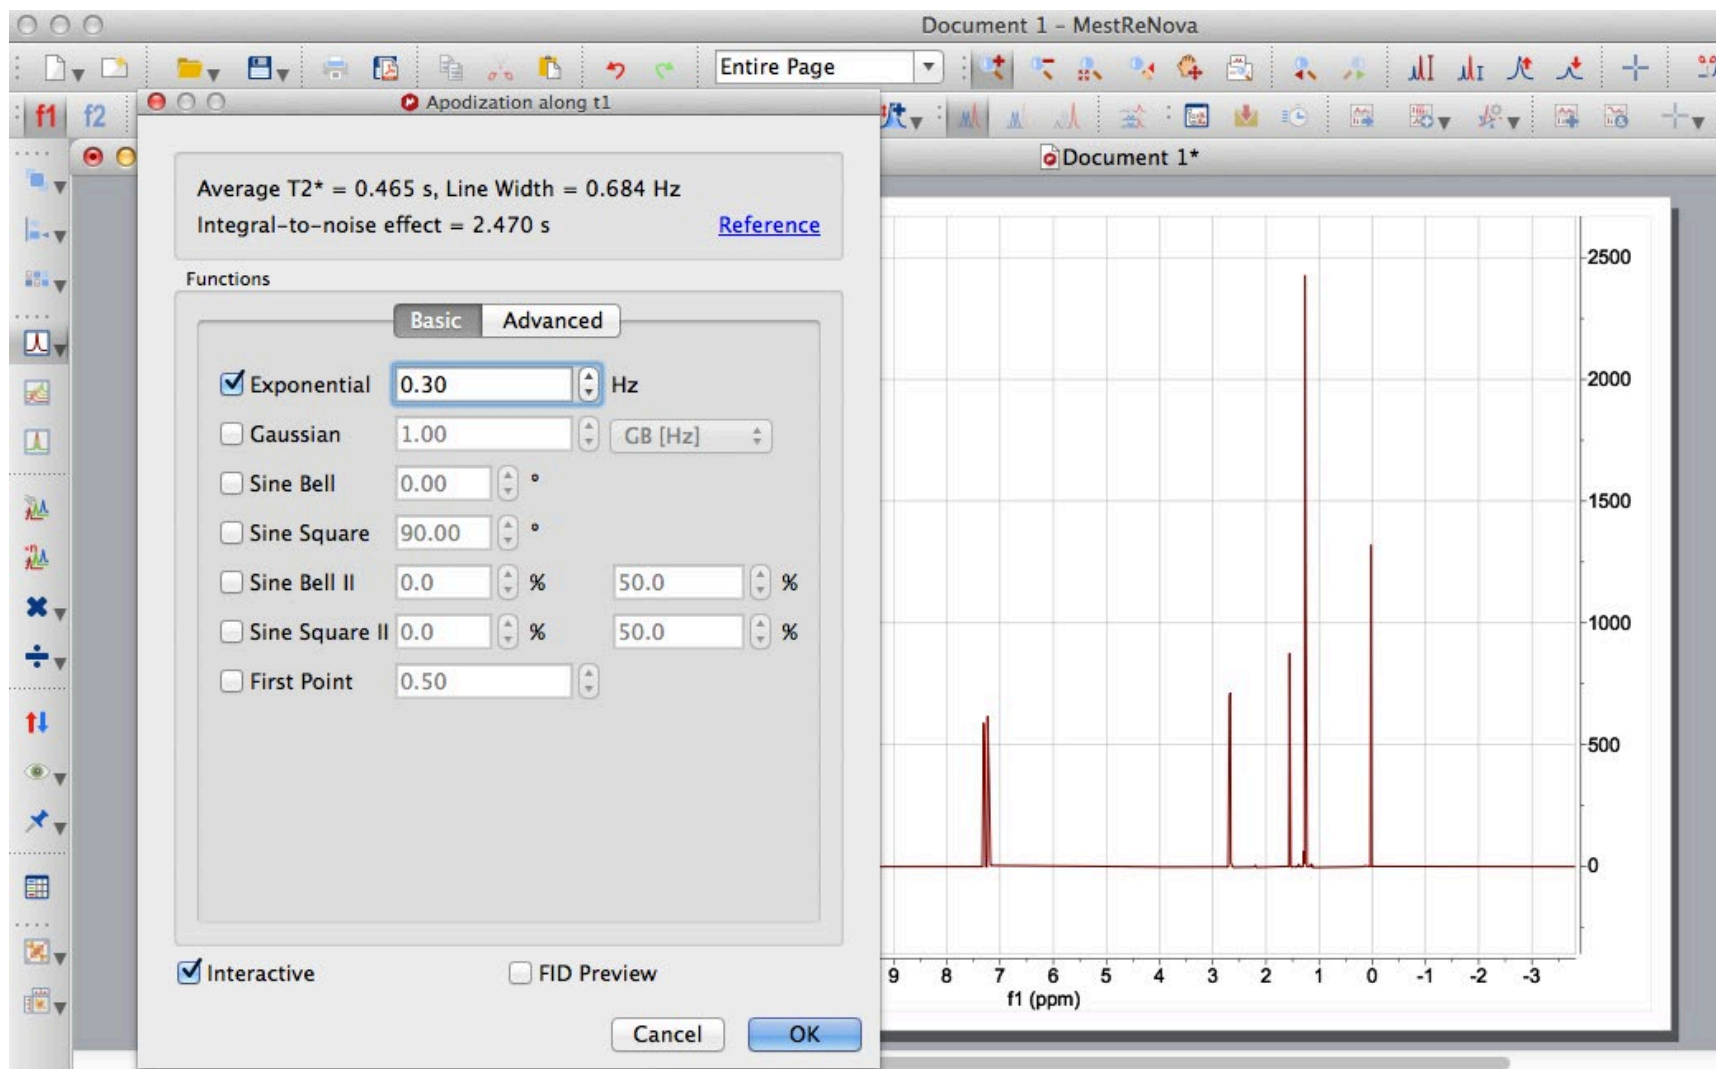 Document 1 – MestReNova
Entire Page
f1 f2
Apodization along t1
Document 1*
Average T2* = 0.465 s, Line Width = 0.684 Hz
Integral-to-noise effect = 2.470 s Reference
Functions
Basic Advanced
Exponential 0.30 Hz
Gaussian 1.00 GB [Hz]
Sine Bell 0.00 °
Sine Square 90.00 °
Sine Bell II 0.0 % 50.0 %
Sine Square II 0.0 % 50.0 %
First Point 0.50
Interactive FID Preview
Cancel OK
2500
2000
1500
1000
500
0
9 8 7 6 5 4 3 2 1 0 -1 -2 -3
f1 (ppm)